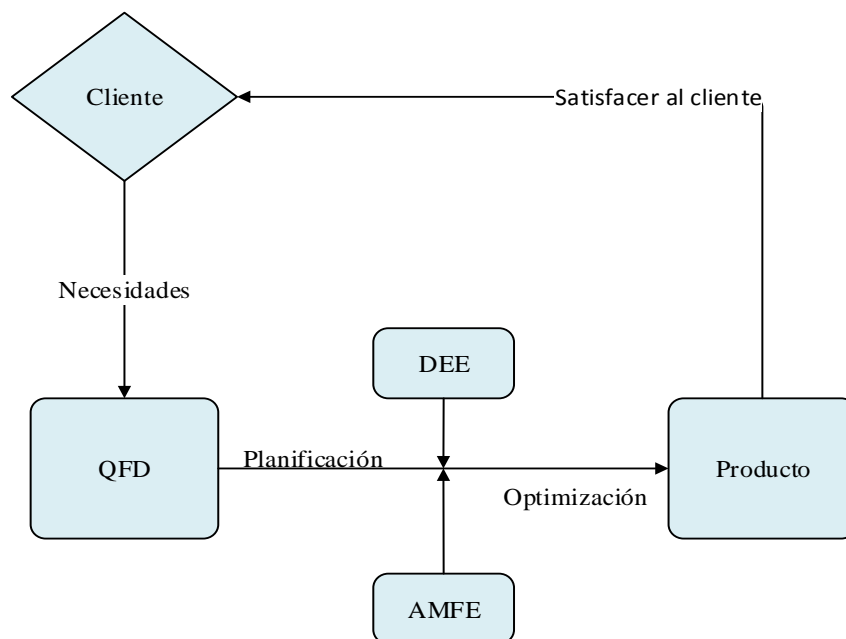 Cliente
Satisfacer al cliente
Necesidades
DEE
QFD
Planificación
Producto
Optimización
AMFE